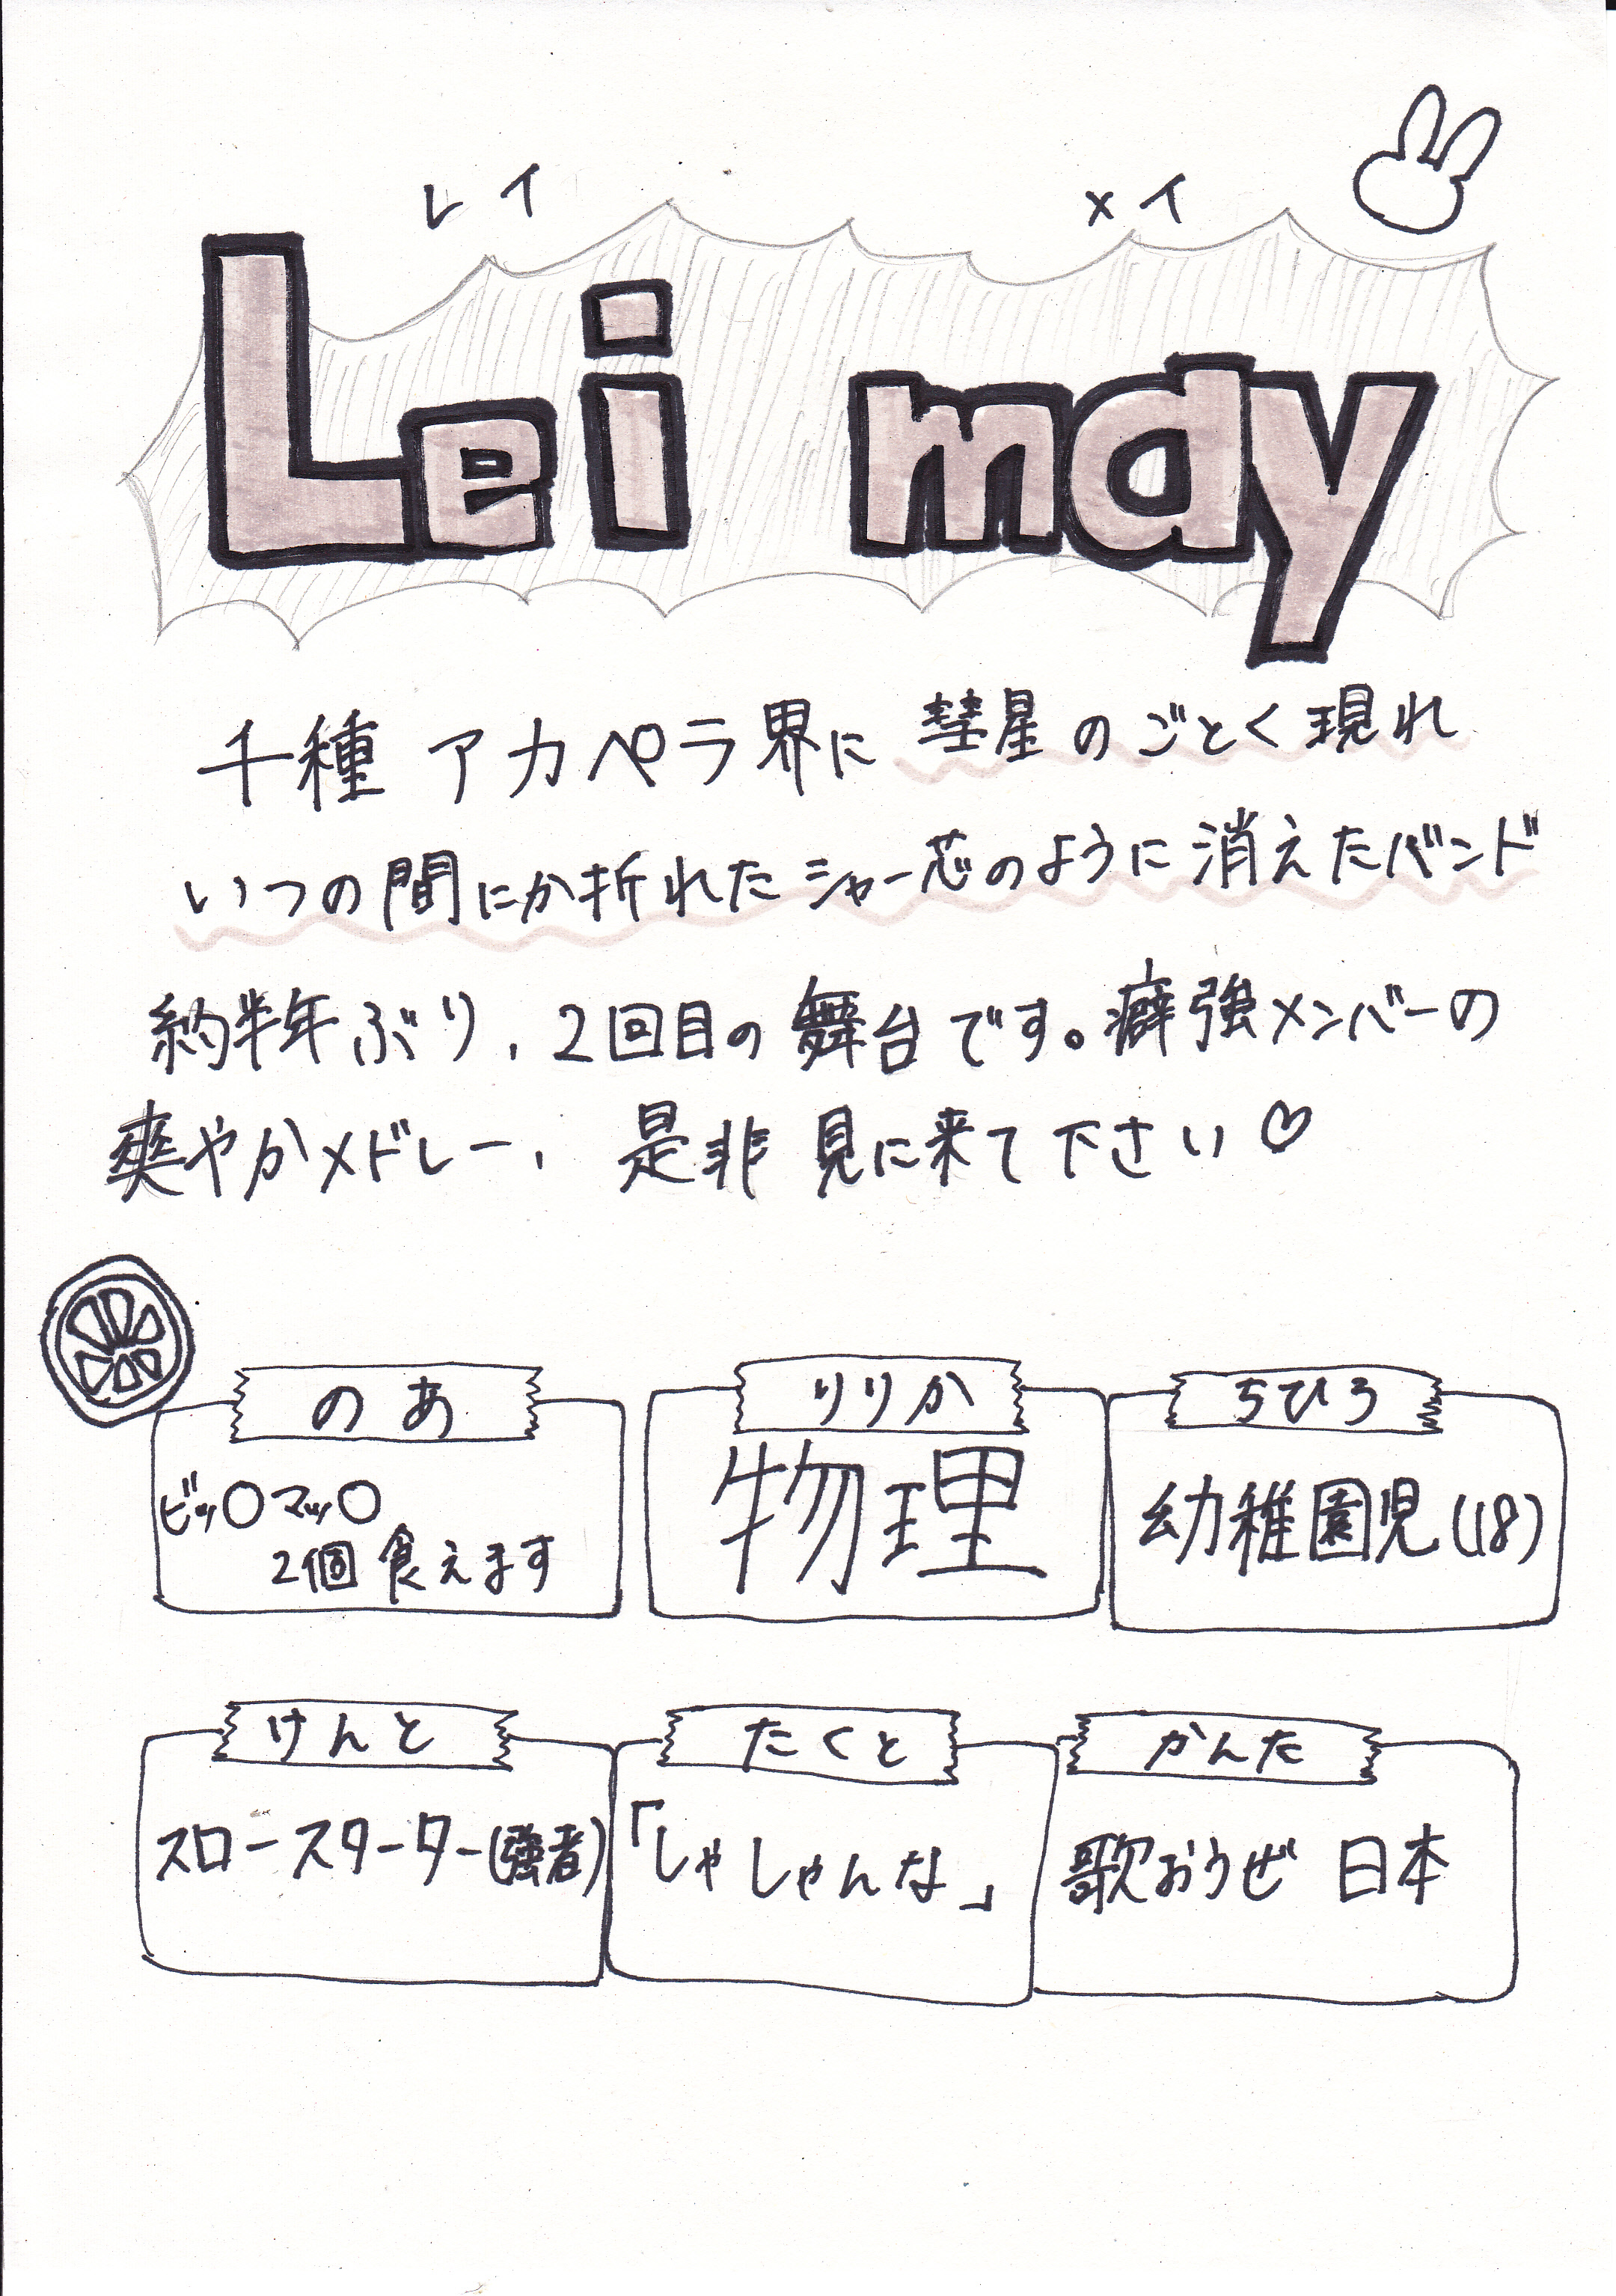 レイ メイ
Lei may
千種 アカペラ界に 彗星のごとく現れ
いつの間にか折れたシャー芯のように消えたバンド
約半年ぶり、2回目の舞台です。癖強メンバーの
爽やかメドレー、是非 見に来て下さい♡
のあ
ビッ〇マッ〇
2個食えます
りりか
物理
ちひろ
幼稚園児(18)
けんと
スロースターター(強者)
たくと
「しゃしゃんな」
かんた
歌おうぜ 日本